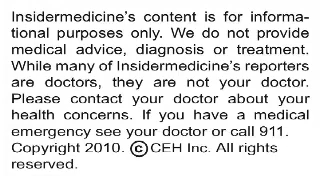 Insidermedicine's content is for informa-
tional purposes only. We do not provide
medical advice, diagnosis or treatment.
While many of Insidermedicine's reporters
are doctors, they are not your doctor.
Please contact your doctor about your
health concerns. If you have a medical
emergency see your doctor or call 911.
Copyright 2010. ©CEH Inc. All rights
reserved.